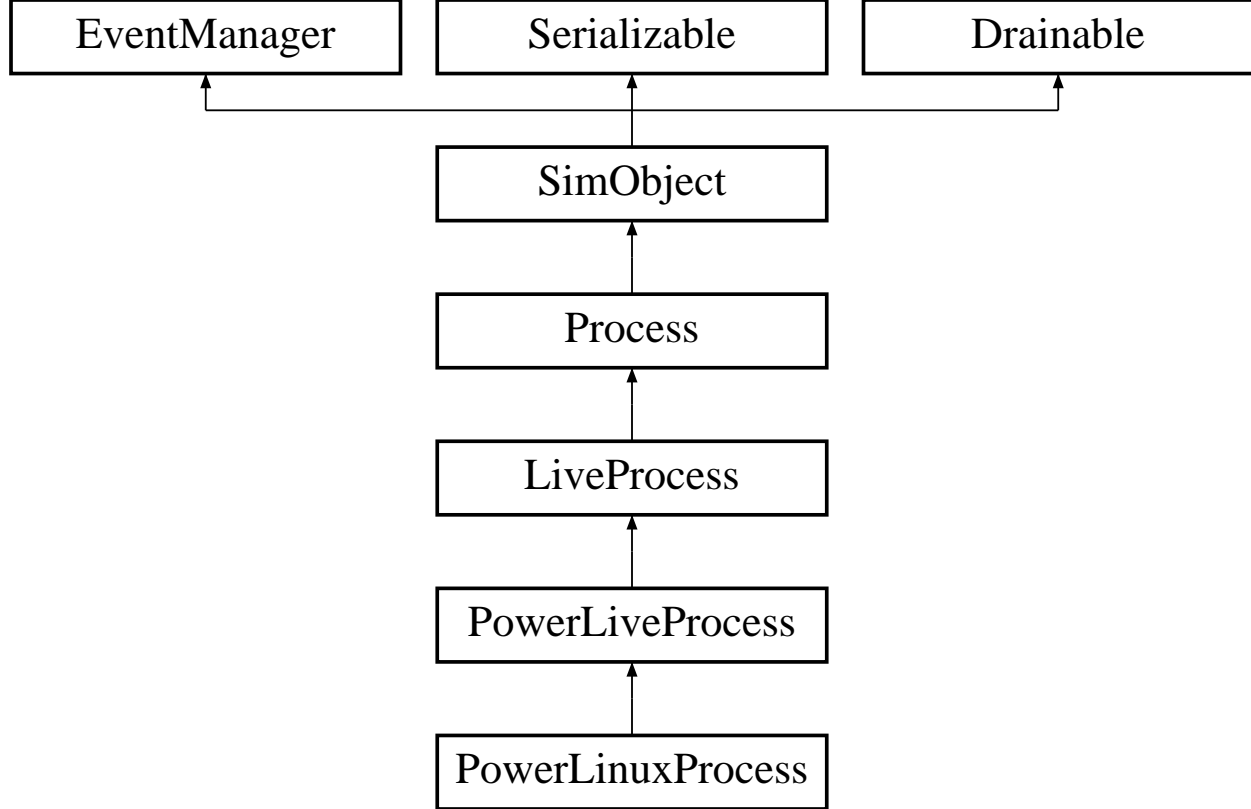 EventManager
Serializable
Drainable
SimObject
Process
LiveProcess
PowerLiveProcess
PowerLinuxProcess